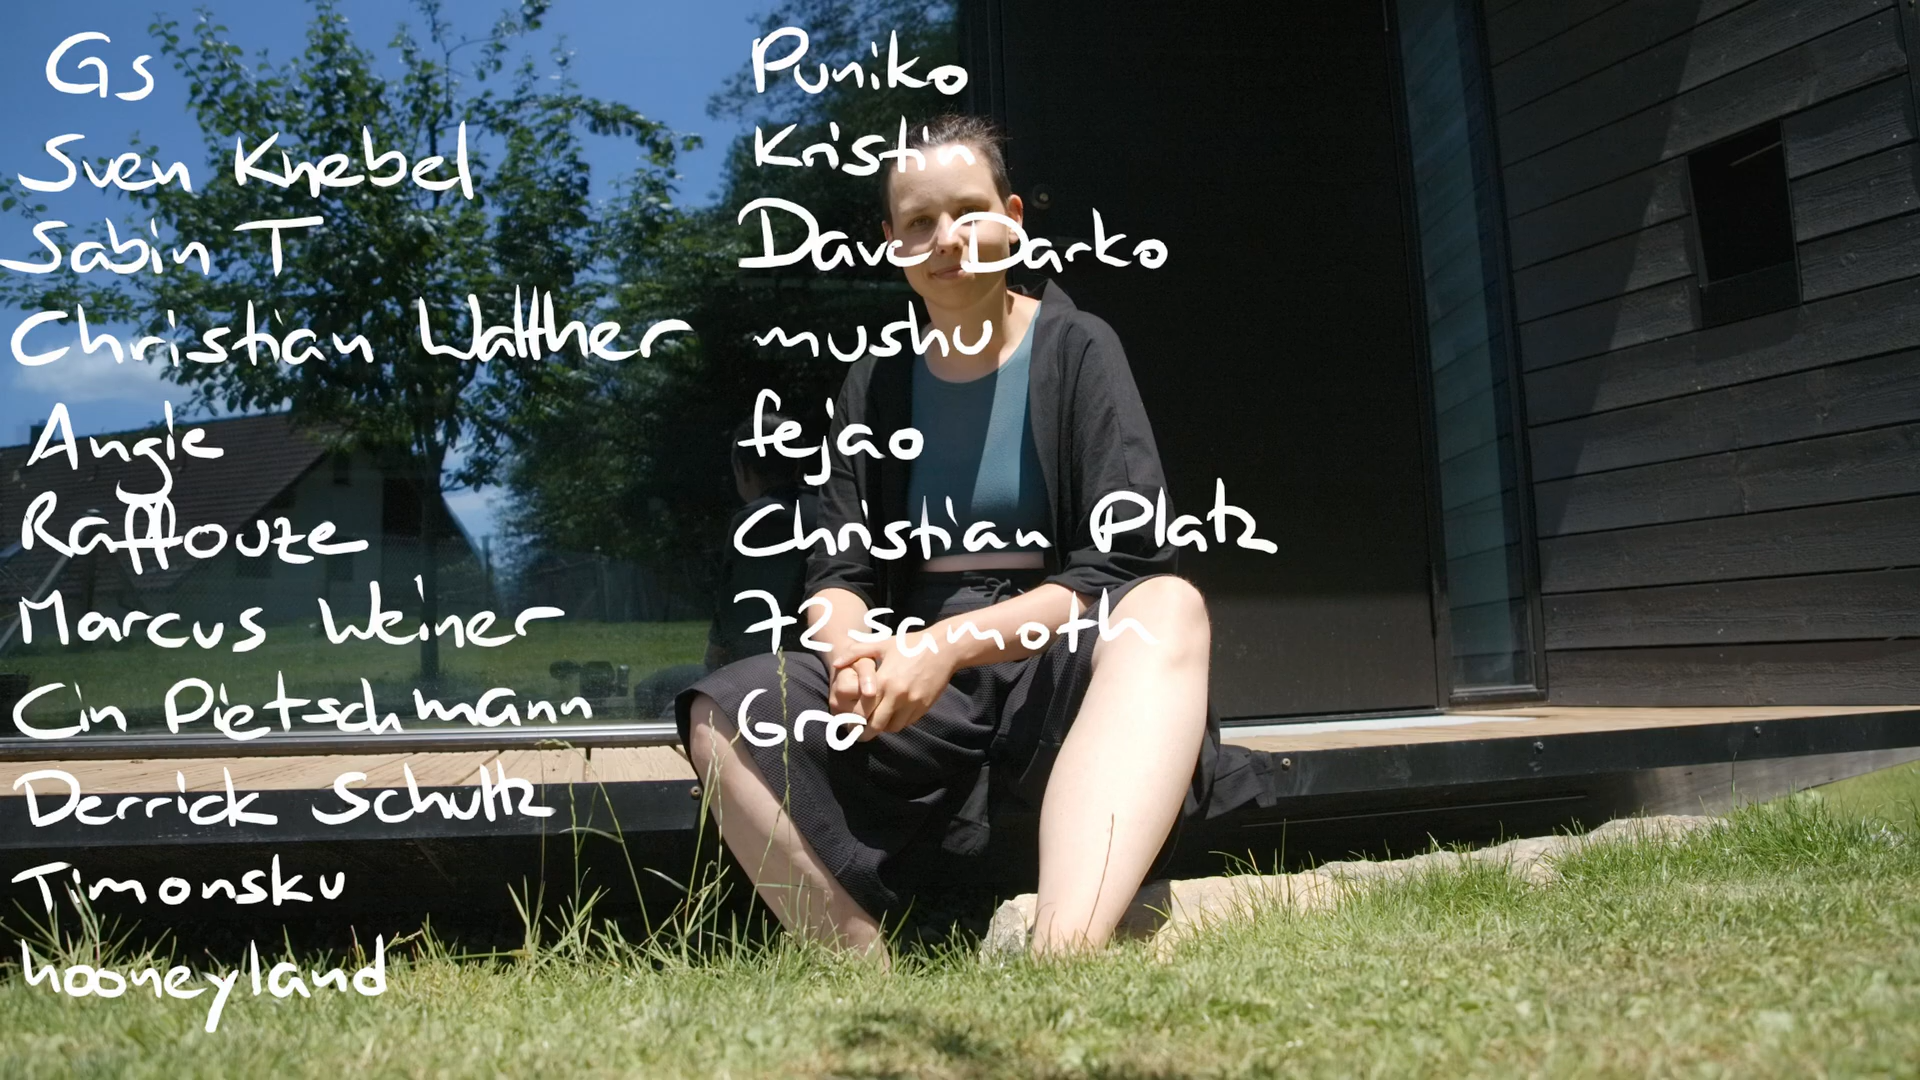 Gs
Sven Knebel
Sabin T
Christian Walther
Angie
Raffouze
Marcus Weiner
Cin Pietschmann
Derrick Schultz
Timonsku
hooneyland
Puniko
Kristin
Dave Darko
mushu
fejao
Christian Platz
72samoth
Gro